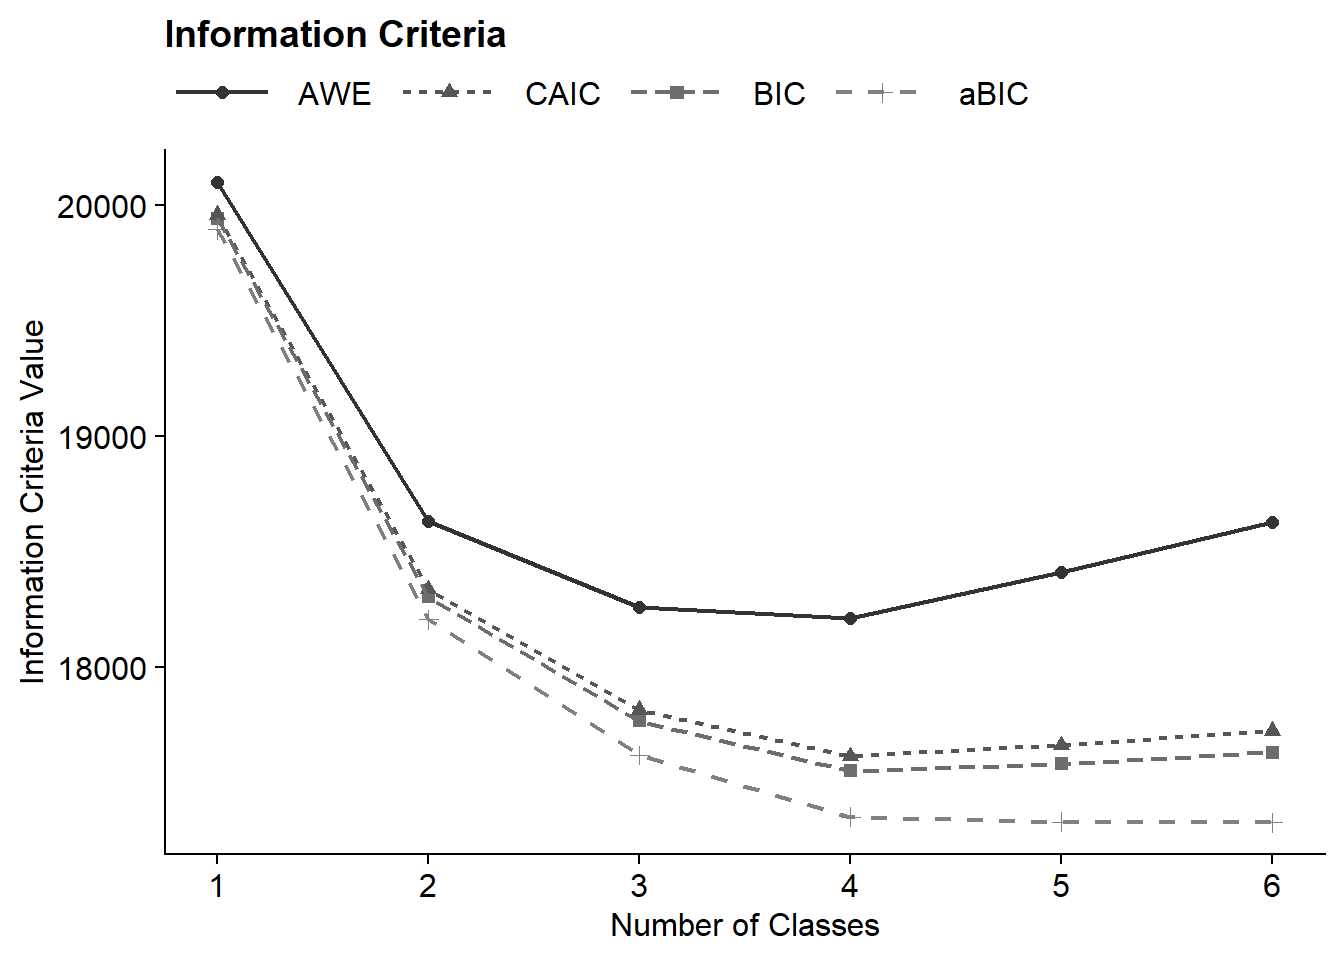 Information Criteria
AWE CAIC BIC aBIC
20000
19000
18000
Information Criteria Value
1 2 3 4 5 6
Number of Classes